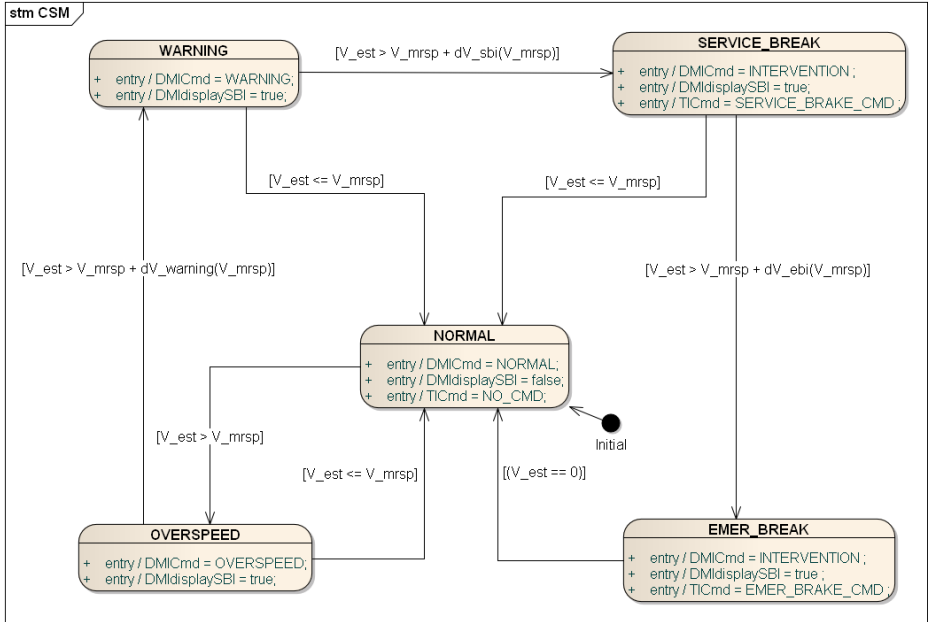 stm CSM
WARNING
+ entry / DMICmd = WARNING;
+ entry / DMIdisplaySBI = true;
[V_est > V_mrsp + dV_sbi(V_mrsp)]
SERVICE_BREAK
+ entry / DMICmd = INTERVENTION ;
+ entry / DMIdisplaySBI = true;
+ entry / TICmd = SERVICE_BRAKE_CMD ;
[V_est <= V_mrsp]
[V_est <= V_mrsp]
[V_est > V_mrsp + dV_warning(V_mrsp)]
[V_est > V_mrsp + dV_ebi(V_mrsp)]
NORMAL
+ entry / DMICmd = NORMAL;
+ entry / DMIdisplaySBI = false;
+ entry / TICmd = NO_CMD;
Initial
[V_est > V_mrsp]
[V_est <= V_mrsp]
[(V_est == 0)]
OVERSPEED
+ entry / DMICmd = OVERSPEED;
+ entry / DMIdisplaySBI = true;
EMER_BREAK
+ entry / DMICmd = INTERVENTION ;
+ entry / DMIdisplaySBI = true ;
+ entry / TICmd = EMER_BRAKE_CMD ;